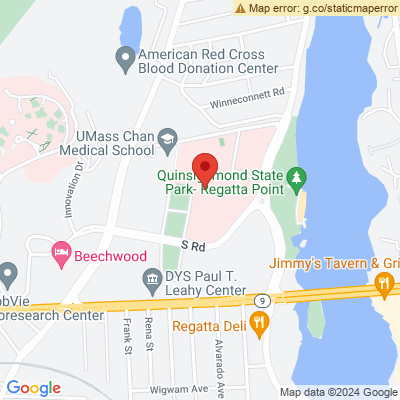 Map error: g.co/staticmaperror
American Red Cross
Blood Donation Center
Winneconnett Rd
UMass Chan
Medical School
Innovation Dr
Quinsigamond State
Park- Regatta Point
S Rd
Beechwood
DYS Paul T.
Leahy Center
Jimmy's Tavern & Gri
bVie
oresearch Center
9
Frank St
Rena St
Regatta Deli
Alvarado Ave
Wigwam Ave
Google
Map data ©2024 Google